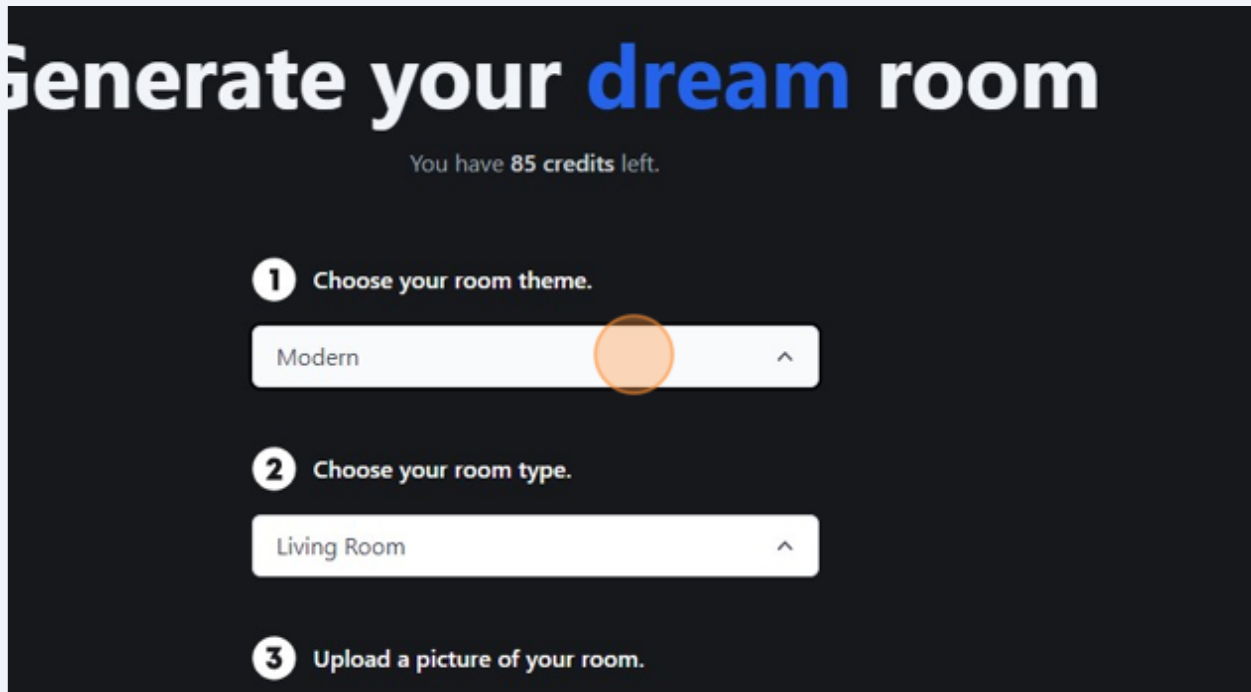 Generate your dream room
You have 85 credits left.
1 Choose your room theme.
Modern
2 Choose your room type.
Living Room
3 Upload a picture of your room.